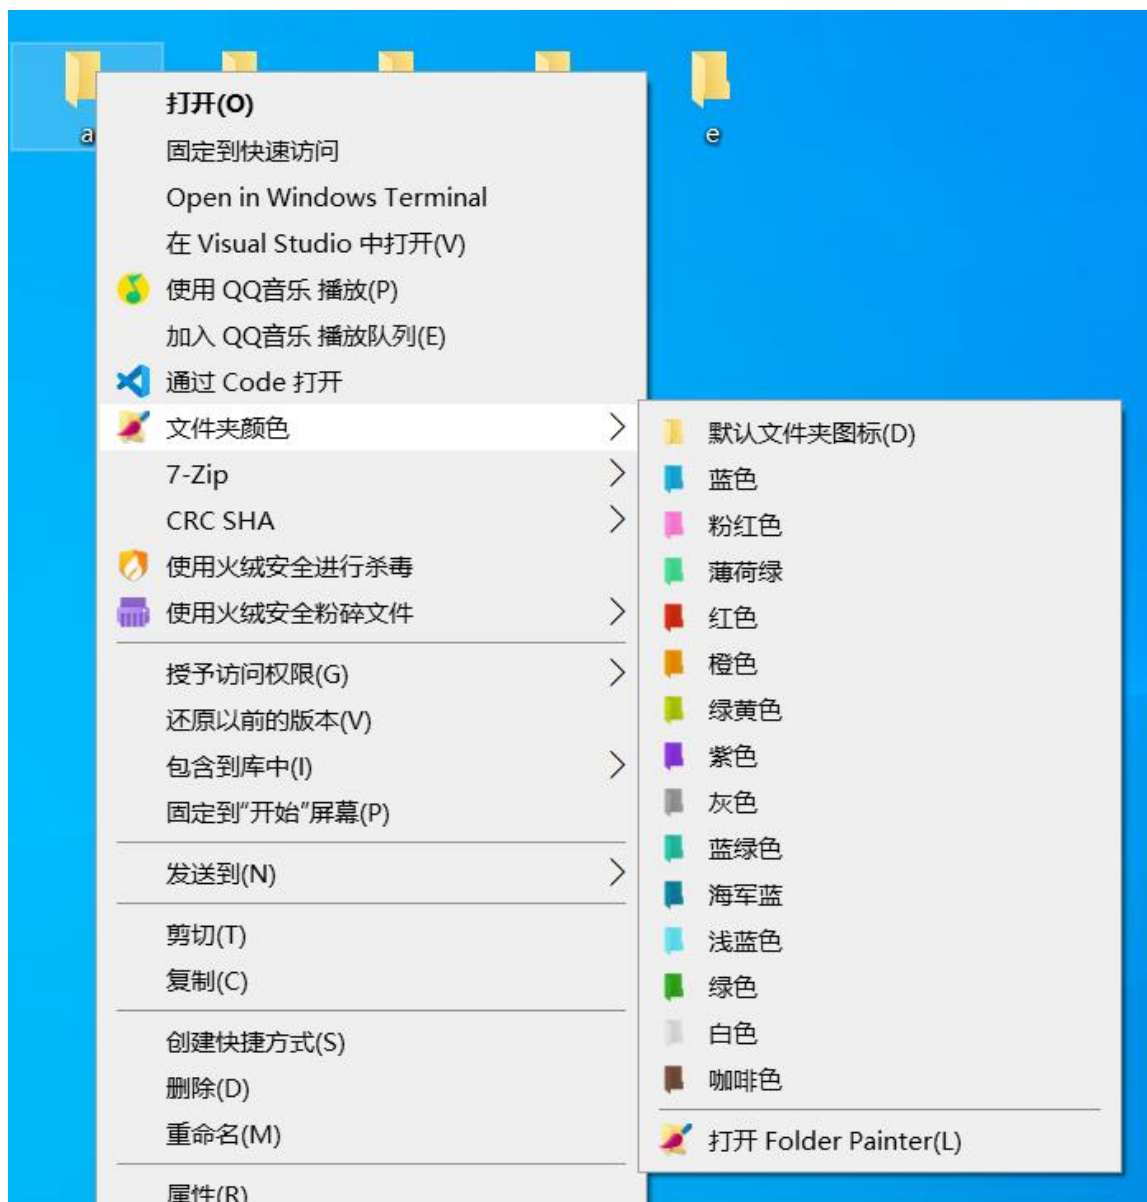 a
e
打开(O)
固定到快速访问
Open in Windows Terminal
在 Visual Studio 中打开(V)
使用 QQ音乐 播放(P)
加入 QQ音乐 播放队列(E)
通过 Code 打开
文件夹颜色
7-Zip
CRC SHA
使用火绒安全进行杀毒
使用火绒安全粉碎文件
授予访问权限(G)
还原以前的版本(V)
包含到库中(I)
固定到“开始”屏幕(P)
发送到(N)
剪切(T)
复制(C)
创建快捷方式(S)
删除(D)
重命名(M)
属性(R)
默认文件夹图标(D)
蓝色
粉红色
薄荷绿
红色
橙色
绿黄色
紫色
灰色
蓝绿色
海军蓝
浅蓝色
绿色
白色
咖啡色
打开 Folder Painter(L)